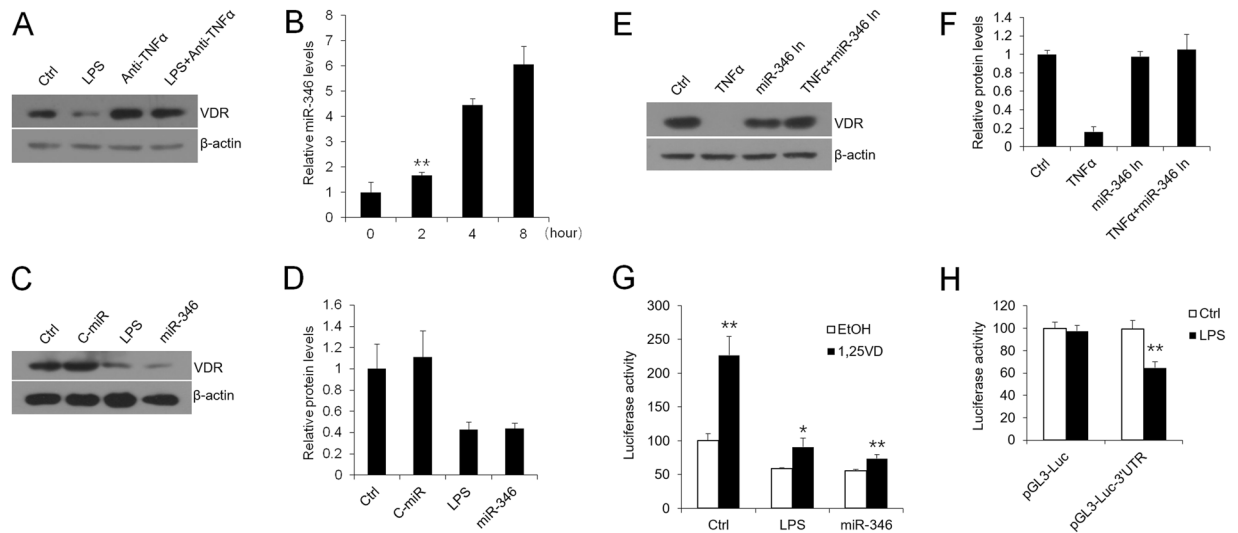 A
Ctrl
LPS
Anti-TNFα
LPS+Anti-TNFα
VDR
β-actin
B
Relative miR-346 levels
8
7
6
5
4
3
2
1
0
**
0
2
4
8
(hour)
E
Ctrl
TNFα
miR-346 In
TNFα+miR-346 In
VDR
β-actin
F
Relative protein levels
1.4
1.2
1
0.8
0.6
0.4
0.2
0
Ctrl
TNFα
miR-346 In
TNFα+miR-346 In
C
Ctrl
C-miR
LPS
miR-346
VDR
β-actin
D
Relative protein levels
1.6
1.4
1.2
1
0.8
0.6
0.4
0.2
0
Ctrl
C-miR
LPS
miR-346
G
Luciferase activity
300
250
200
150
100
50
0
**
*
**
EtOH
1,25VD
Ctrl
LPS
miR-346
H
Luciferase activity
120
100
80
60
40
20
0
**
Ctrl
LPS
pGL3-Luc
pGL3-Luc-3'UTR